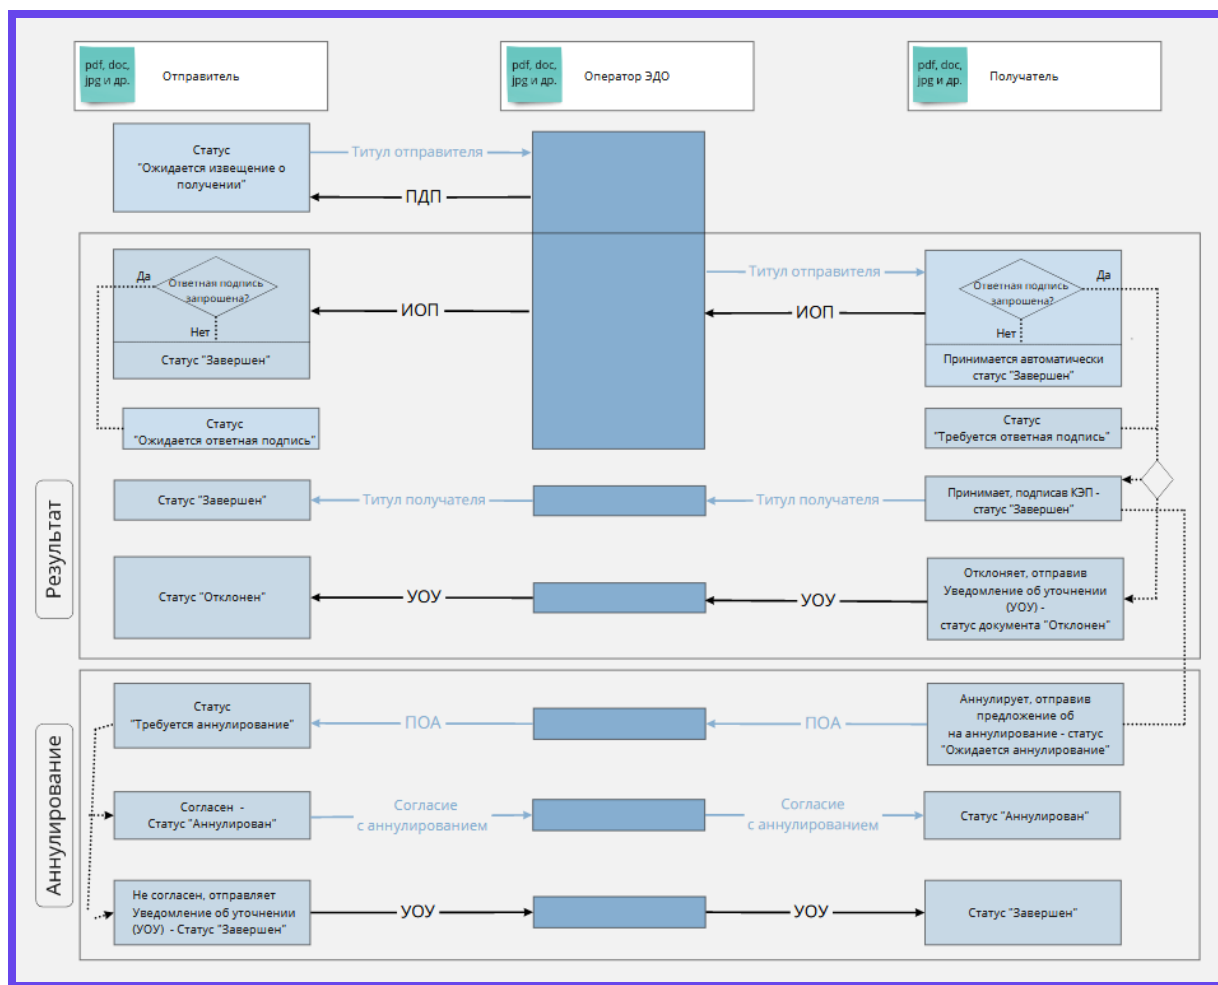 pdf, doc,
jpg и др.
Отправитель
pdf, doc,
jpg и др.
Оператор ЭДО
pdf, doc,
jpg и др.
Получатель
Статус
"Ожидается извещение о
получении"
Титул отправителя
ПДП
Результат
Да
Ответная подпись
запрошена?
Нет
Статус "Завершен"
ИОП
Титул отправителя
ИОП
Ответная подпись
запрошена?
Да
Нет
Принимается автоматически
статус "Завершен"
Статус
"Ожидается ответная подпись"
Статус
"Требуется ответная подпись"
Статус "Завершен"
Титул получателя
Титул получателя
Принимает, подписав КЭП -
статус "Завершен"
Статус "Отклонен"
УОУ
УОУ
Отклоняет, отправив
Уведомление об уточнении
(УОУ) -
статус документа "Отклонен"
Аннулирование
Статус
"Требуется аннулирование"
ПОА
ПОА
Аннулирует, отправив
предложение об
на аннулирование - статус
"Ожидается аннулирование"
Согласен -
Статус "Аннулирован"
Согласие
с аннулированием
Согласие
с аннулированием
Статус "Аннулирован"
Не согласен, отправляет
Уведомление об уточнении
(УОУ) - Статус "Завершен"
УОУ
УОУ
Статус "Завершен"